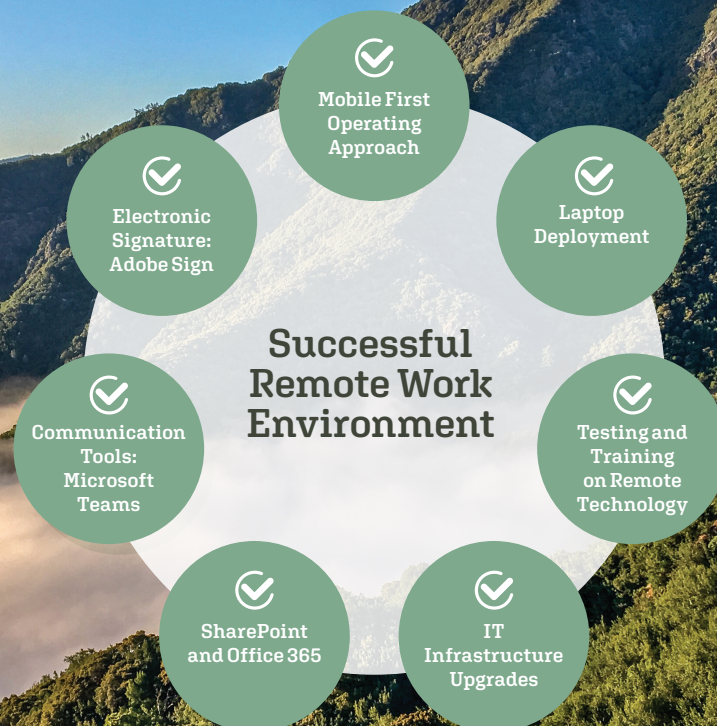 Mobile First
Operating
Approach
Laptop
Deployment
Testing and
Training
on Remote
Technology
IT
Infrastructure
Upgrades
SharePoint
and Office 365
Communication
Tools:
Microsoft
Teams
Electronic
Signature:
Adobe Sign
Successful
Remote Work
Environment